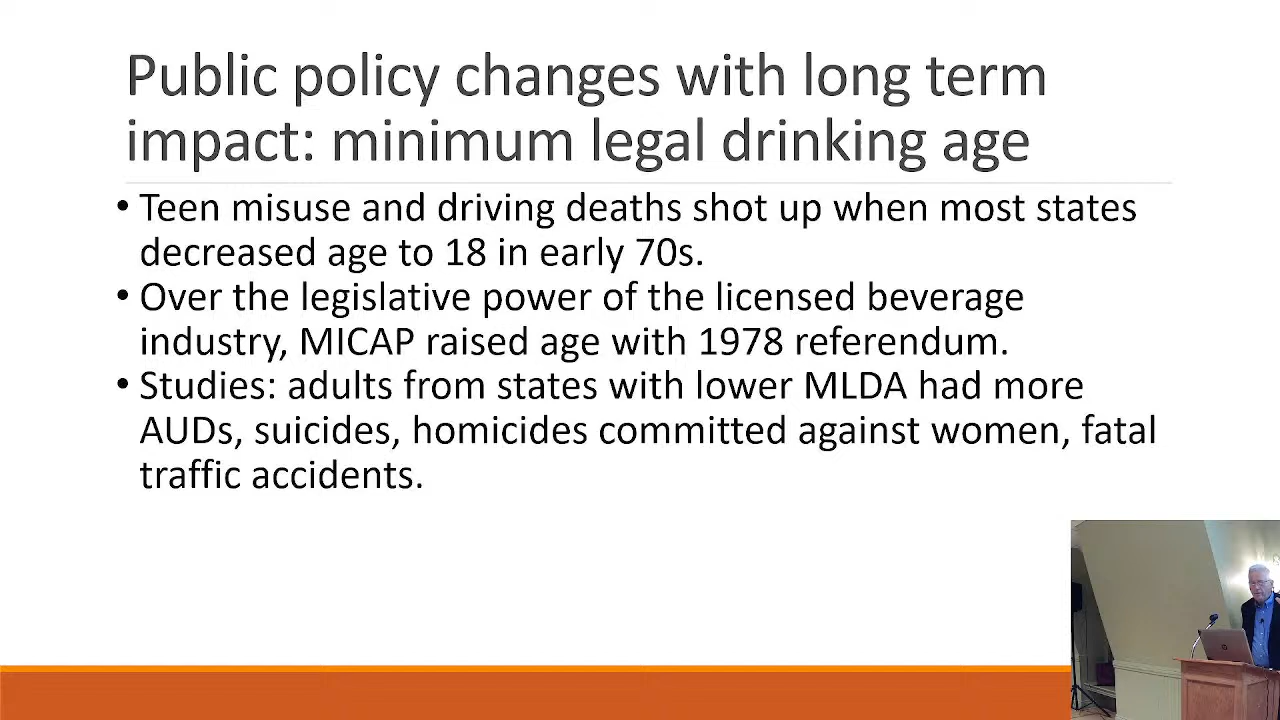 Public policy changes with long term
impact: minimum legal drinking age
• Teen misuse and driving deaths shot up when most states
decreased age to 18 in early 70s.
• Over the legislative power of the licensed beverage
industry, MICAP raised age with 1978 referendum.
• Studies: adults from states with lower MLDA had more
AUDs, suicides, homicides committed against women, fatal
traffic accidents.